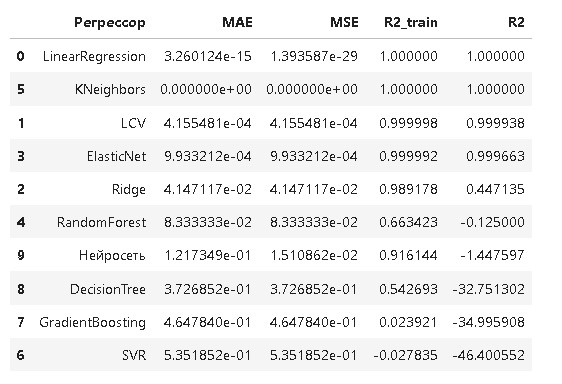 Регрессор MAE MSE R2_train R2
0 LinearRegression 3.260124e-15 1.393587e-29 1.000000 1.000000
5 KNeighbors 0.000000e+00 0.000000e+00 1.000000 1.000000
1 LCV 4.155481e-04 4.155481e-04 0.999998 0.999938
3 ElasticNet 9.933212e-04 9.933212e-04 0.999992 0.999663
2 Ridge 4.147117e-02 4.147117e-02 0.989178 0.447135
4 RandomForest 8.333333e-02 8.333333e-02 0.663423 -0.125000
9 Нейросеть 1.217349e-01 1.510862e-02 0.916144 -1.447597
8 DecisionTree 3.726852e-01 3.726852e-01 0.542693 -32.751302
7 GradientBoosting 4.647840e-01 4.647840e-01 0.023921 -34.995908
6 SVR 5.351852e-01 5.351852e-01 -0.027835 -46.400552